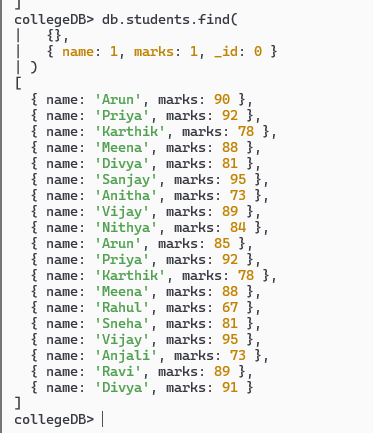 ]
collegeDB> db.students.find(
|   {},
|   { name: 1, marks: 1, _id: 0 }
| )
[
  { name: 'Arun', marks: 90 },
  { name: 'Priya', marks: 92 },
  { name: 'Karthik', marks: 78 },
  { name: 'Meena', marks: 88 },
  { name: 'Divya', marks: 81 },
  { name: 'Sanjay', marks: 95 },
  { name: 'Anitha', marks: 73 },
  { name: 'Vijay', marks: 89 },
  { name: 'Nithya', marks: 84 },
  { name: 'Arun', marks: 85 },
  { name: 'Priya', marks: 92 },
  { name: 'Karthik', marks: 78 },
  { name: 'Meena', marks: 88 },
  { name: 'Rahul', marks: 67 },
  { name: 'Sneha', marks: 81 },
  { name: 'Vijay', marks: 95 },
  { name: 'Anjali', marks: 73 },
  { name: 'Ravi', marks: 89 },
  { name: 'Divya', marks: 91 }
]
collegeDB>